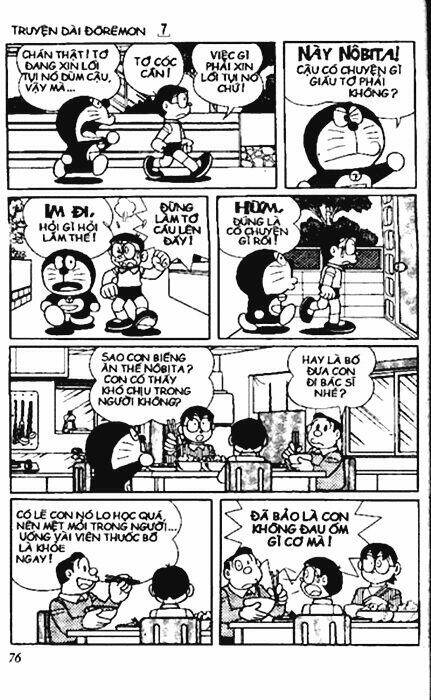 TRUYỆN DÀI ĐÔRÊMON 7
CHÁN THẬT! TỚ
ĐANG XIN LỖI
TỤI NÓ DÙM CẬU,
VẬY MÀ...
TỚ CÓC
CẦN!
VIỆC GÌ
PHẢI XIN
LỖI TỤI NÓ
CHỨ!
NÀY NÔBITA!
CẬU CÓ CHUYỆN GÌ
GIẤU TỚ PHẢI
KHÔNG?
IM ĐI.
HỎI GÌ HỎI
LẮM THẾ!
ĐỪNG
LÀM TỚ
CÁU LÊN
ĐẤY!
HÙM.
ĐÚNG LÀ
CÓ CHUYỆN
GÌ RỒI!
SAO CON BIẾNG
ĂN THẾ NÔBITA?
CON CÓ THẤY
KHÓ CHỊU TRONG
NGƯỜI KHÔNG?
HAY LÀ BỐ
ĐƯA CON
ĐI BÁC SĨ
NHÉ?
CÓ LẼ CON NÓ LO HỌC QUÁ,
NÊN MỆT MỎI TRONG NGƯỜI...
UỐNG VÀI VIÊN THUỐC BỔ
LÀ KHỎE
NGAY!
ĐÃ BẢO LÀ CON
KHÔNG ĐAU ỐM
GÌ CƠ MÀ!
76